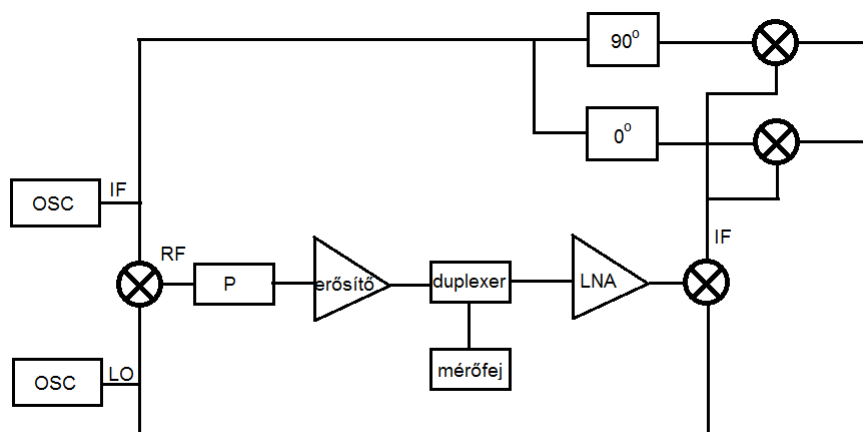 90°
0°
OSC
IF
RF
P
erősítő
duplexer
LNA
IF
mérőfej
OSC
LO